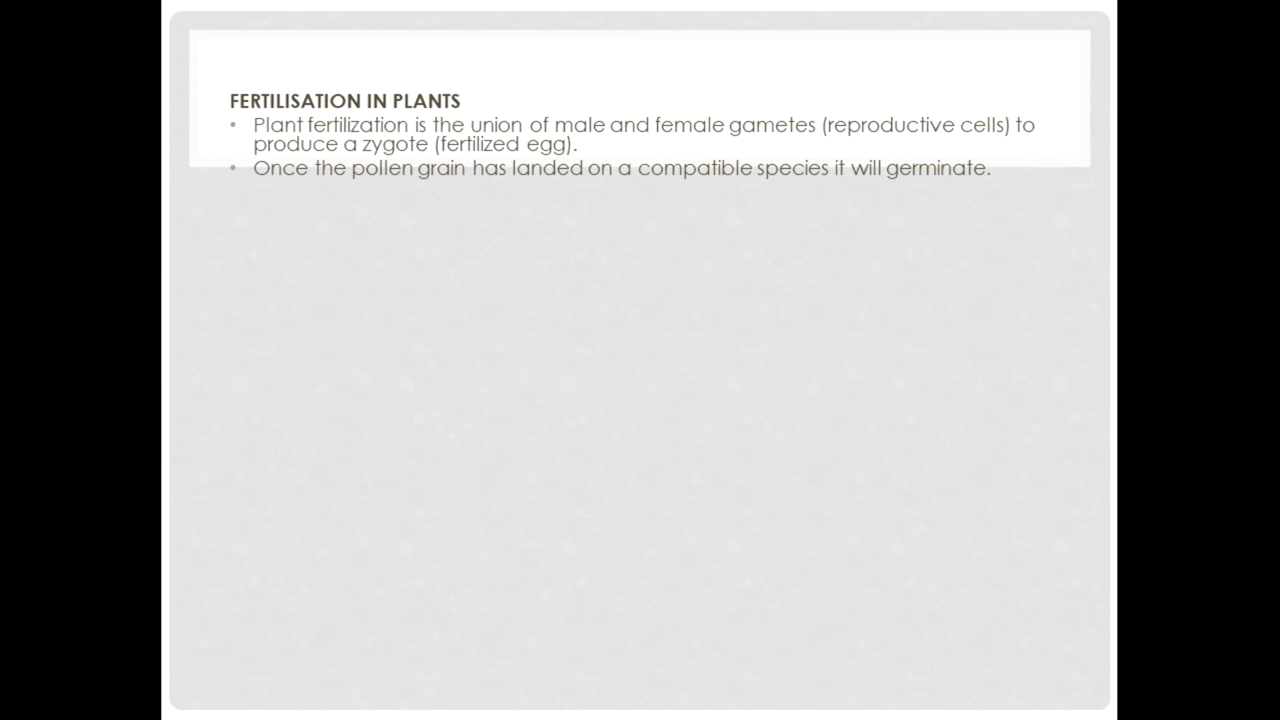 FERTILISATION IN PLANTS
• Plant fertilization is the union of male and female gametes (reproductive cells) to
produce a zygote (fertilized egg).
• Once the pollen grain has landed on a compatible species it will germinate.